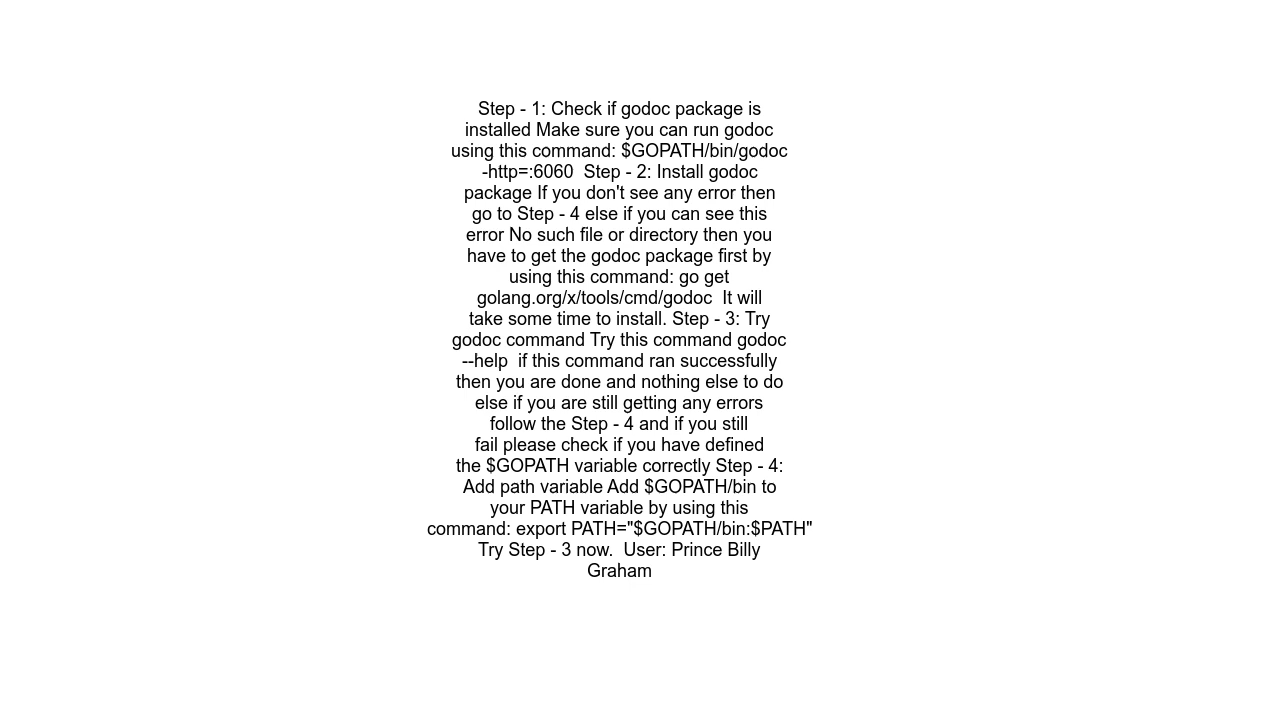 Step - 1: Check if godoc package is
installed Make sure you can run godoc
using this command: $GOPATH/bin/godoc
-http=:6060  Step - 2: Install godoc
package If you don't see any error then
go to Step - 4 else if you can see this
error No such file or directory then you
have to get the godoc package first by
using this command: go get
golang.org/x/tools/cmd/godoc  It will
take some time to install. Step - 3: Try
godoc command Try this command godoc
--help  if this command ran successfully
then you are done and nothing else to do
else if you are still getting any errors
follow the Step - 4 and if you still
fail please check if you have defined
the $GOPATH variable correctly Step - 4:
Add path variable Add $GOPATH/bin to
your PATH variable by using this
command: export PATH="$GOPATH/bin:$PATH"
Try Step - 3 now.  User: Prince Billy
Graham